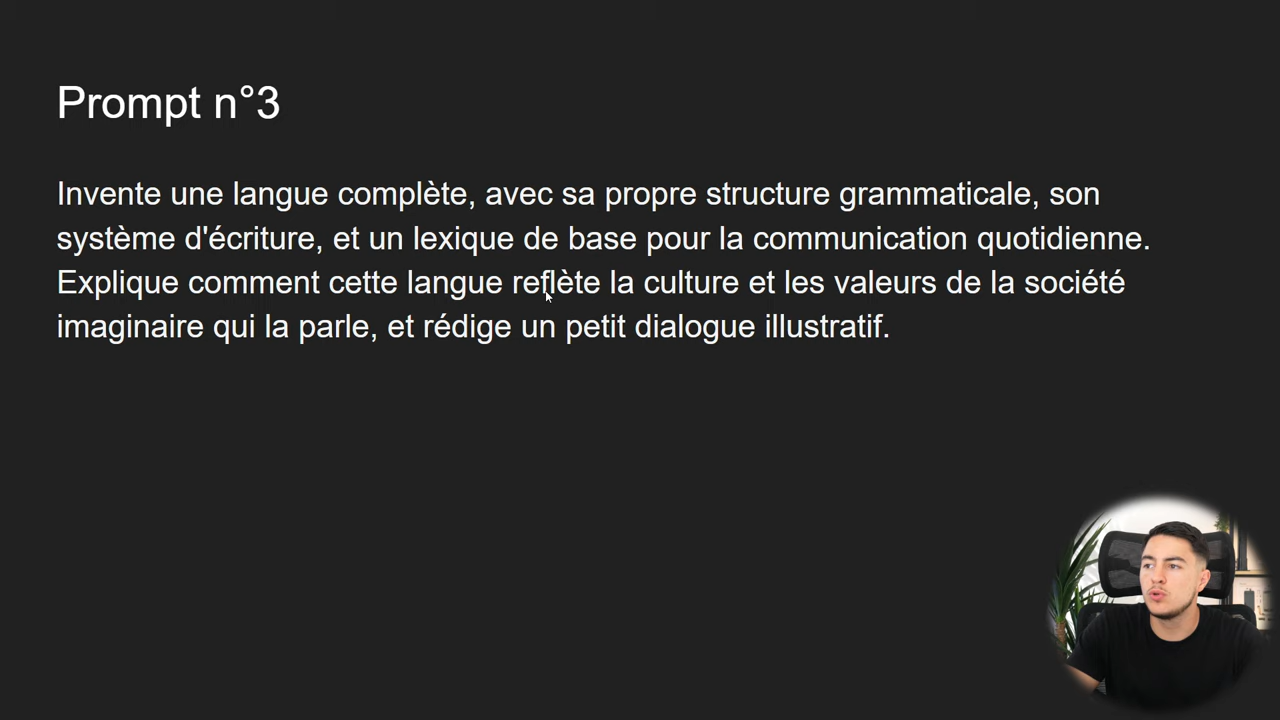 Prompt n°3
Invente une langue complète, avec sa propre structure grammaticale, son
système d'écriture, et un lexique de base pour la communication quotidienne.
Explique comment cette langue reflète la culture et les valeurs de la société
imaginaire qui la parle, et rédige un petit dialogue illustratif.